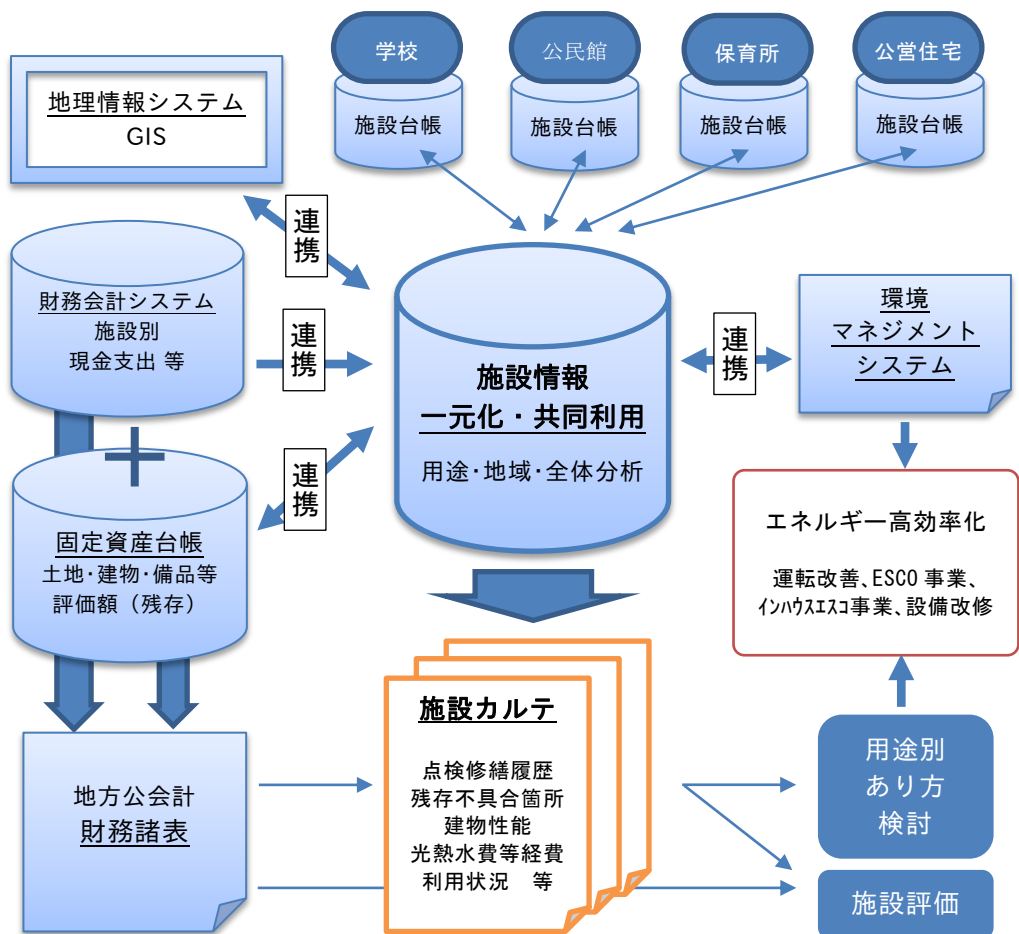 学校
公民館
保育所
公営住宅
施設台帳
施設台帳
施設台帳
施設台帳
地理情報システム
GIS
連携
財務会計システム
施設別
現金支出 等
連携
施設情報
一元化・共同利用
用途・地域・全体分析
連携
環境
マネジメント
システム
連携
固定資産台帳
土地・建物・備品等
評価額（残存）
エネルギー高効率化
運転改善、ESCO 事業、
ｲﾝﾊｳｽｴｽｺ事業、設備改修
地方公会計
財務諸表
施設カルテ
点検修繕履歴
残存不具合箇所
建物性能
光熱水費等経費
利用状況　等
用途別
あり方
検討
施設評価